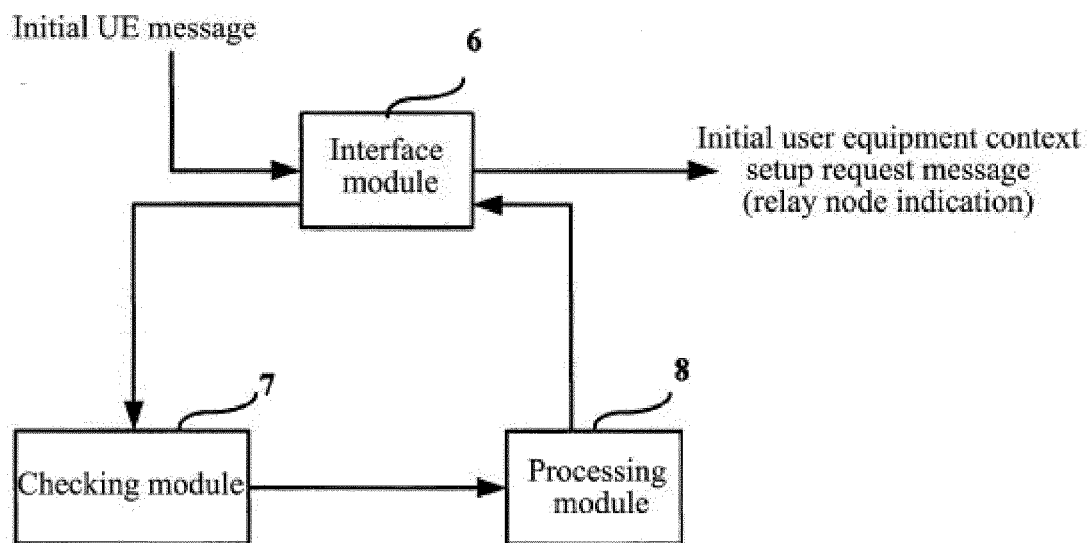 Initial UE message
6
Interface
module
Initial user equipment context
setup request message
(relay node indication)
7
8
Checking module
Processing
module